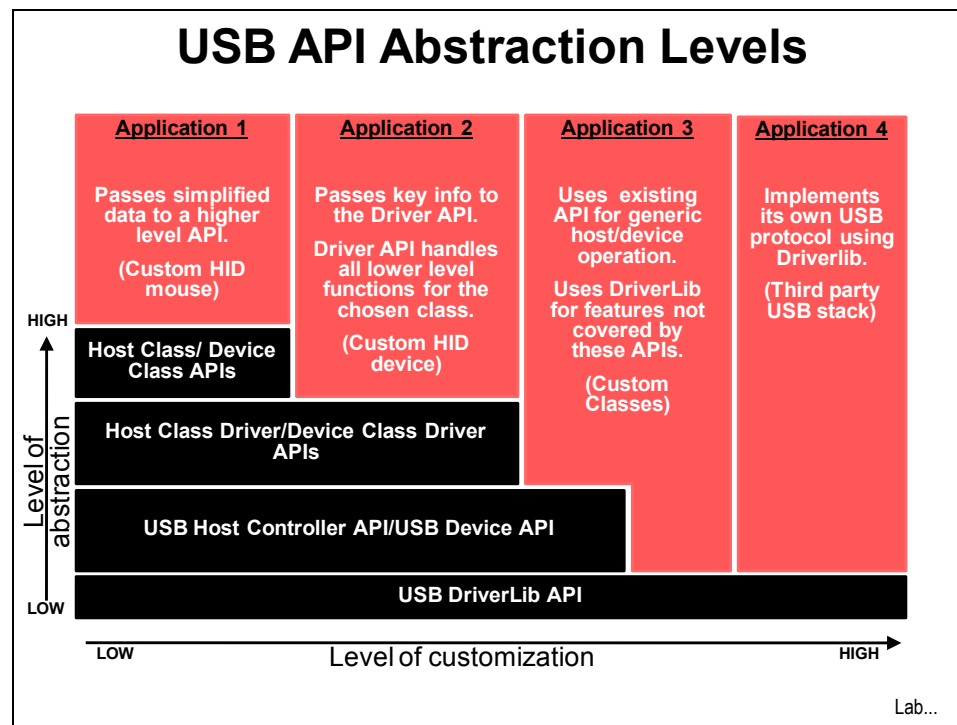 USB API Abstraction Levels
Application 1
Passes simplified
data to a higher
level API.
(Custom HID
mouse)
Application 2
Passes key info to
the Driver API.
Driver API handles
all lower level
functions for the
chosen class.
(Custom HID
device)
Application 3
Uses existing
API for generic
host/device
operation.
Uses DriverLib
for features not
covered by
these APIs.
(Custom
Classes)
Application 4
Implements
its own USB
protocol using
Driverlib.
(Third party
USB stack)
HIGH
Level of
abstraction
LOW
Host Class/ Device
Class APIs
Host Class Driver/Device Class Driver
APIs
USB Host Controller API/USB Device API
USB DriverLib API
LOW
Level of customization
HIGH
Lab...